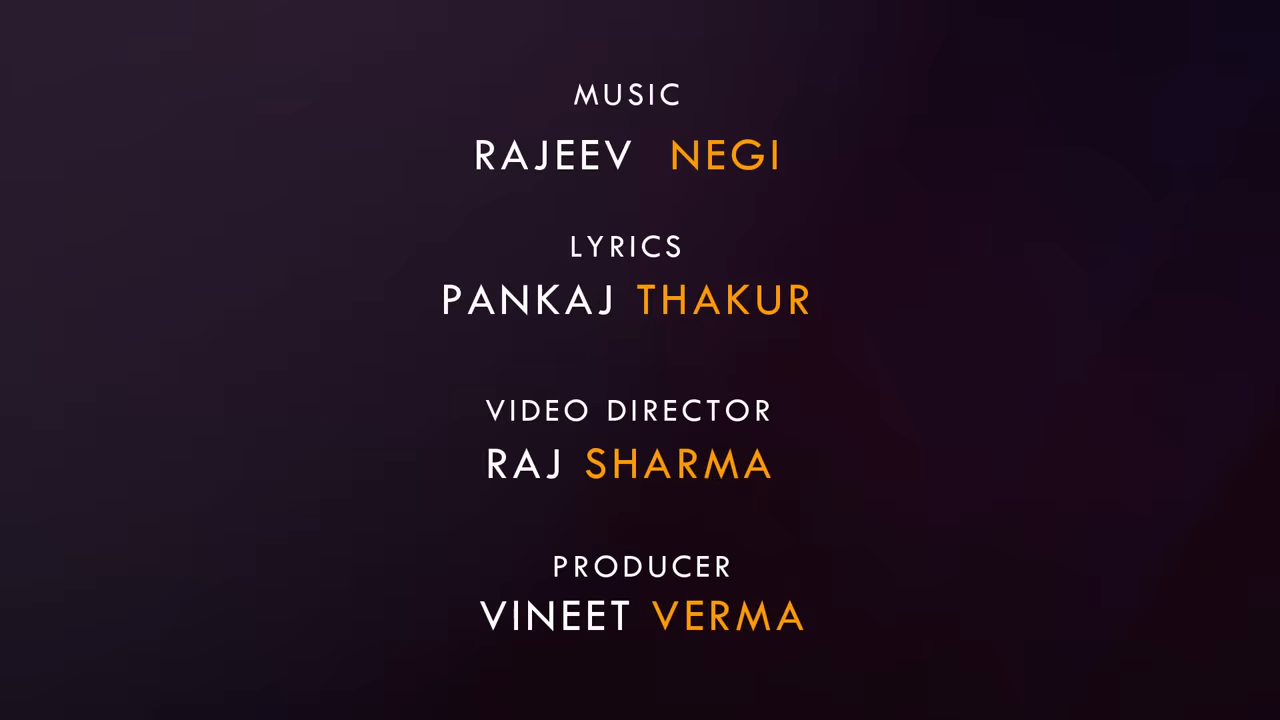 MUSIC
RAJEEV NEGI
LYRICS
PANKAJ THAKUR
VIDEO DIRECTOR
RAJ SHARMA
PRODUCER
VINEET VERMA